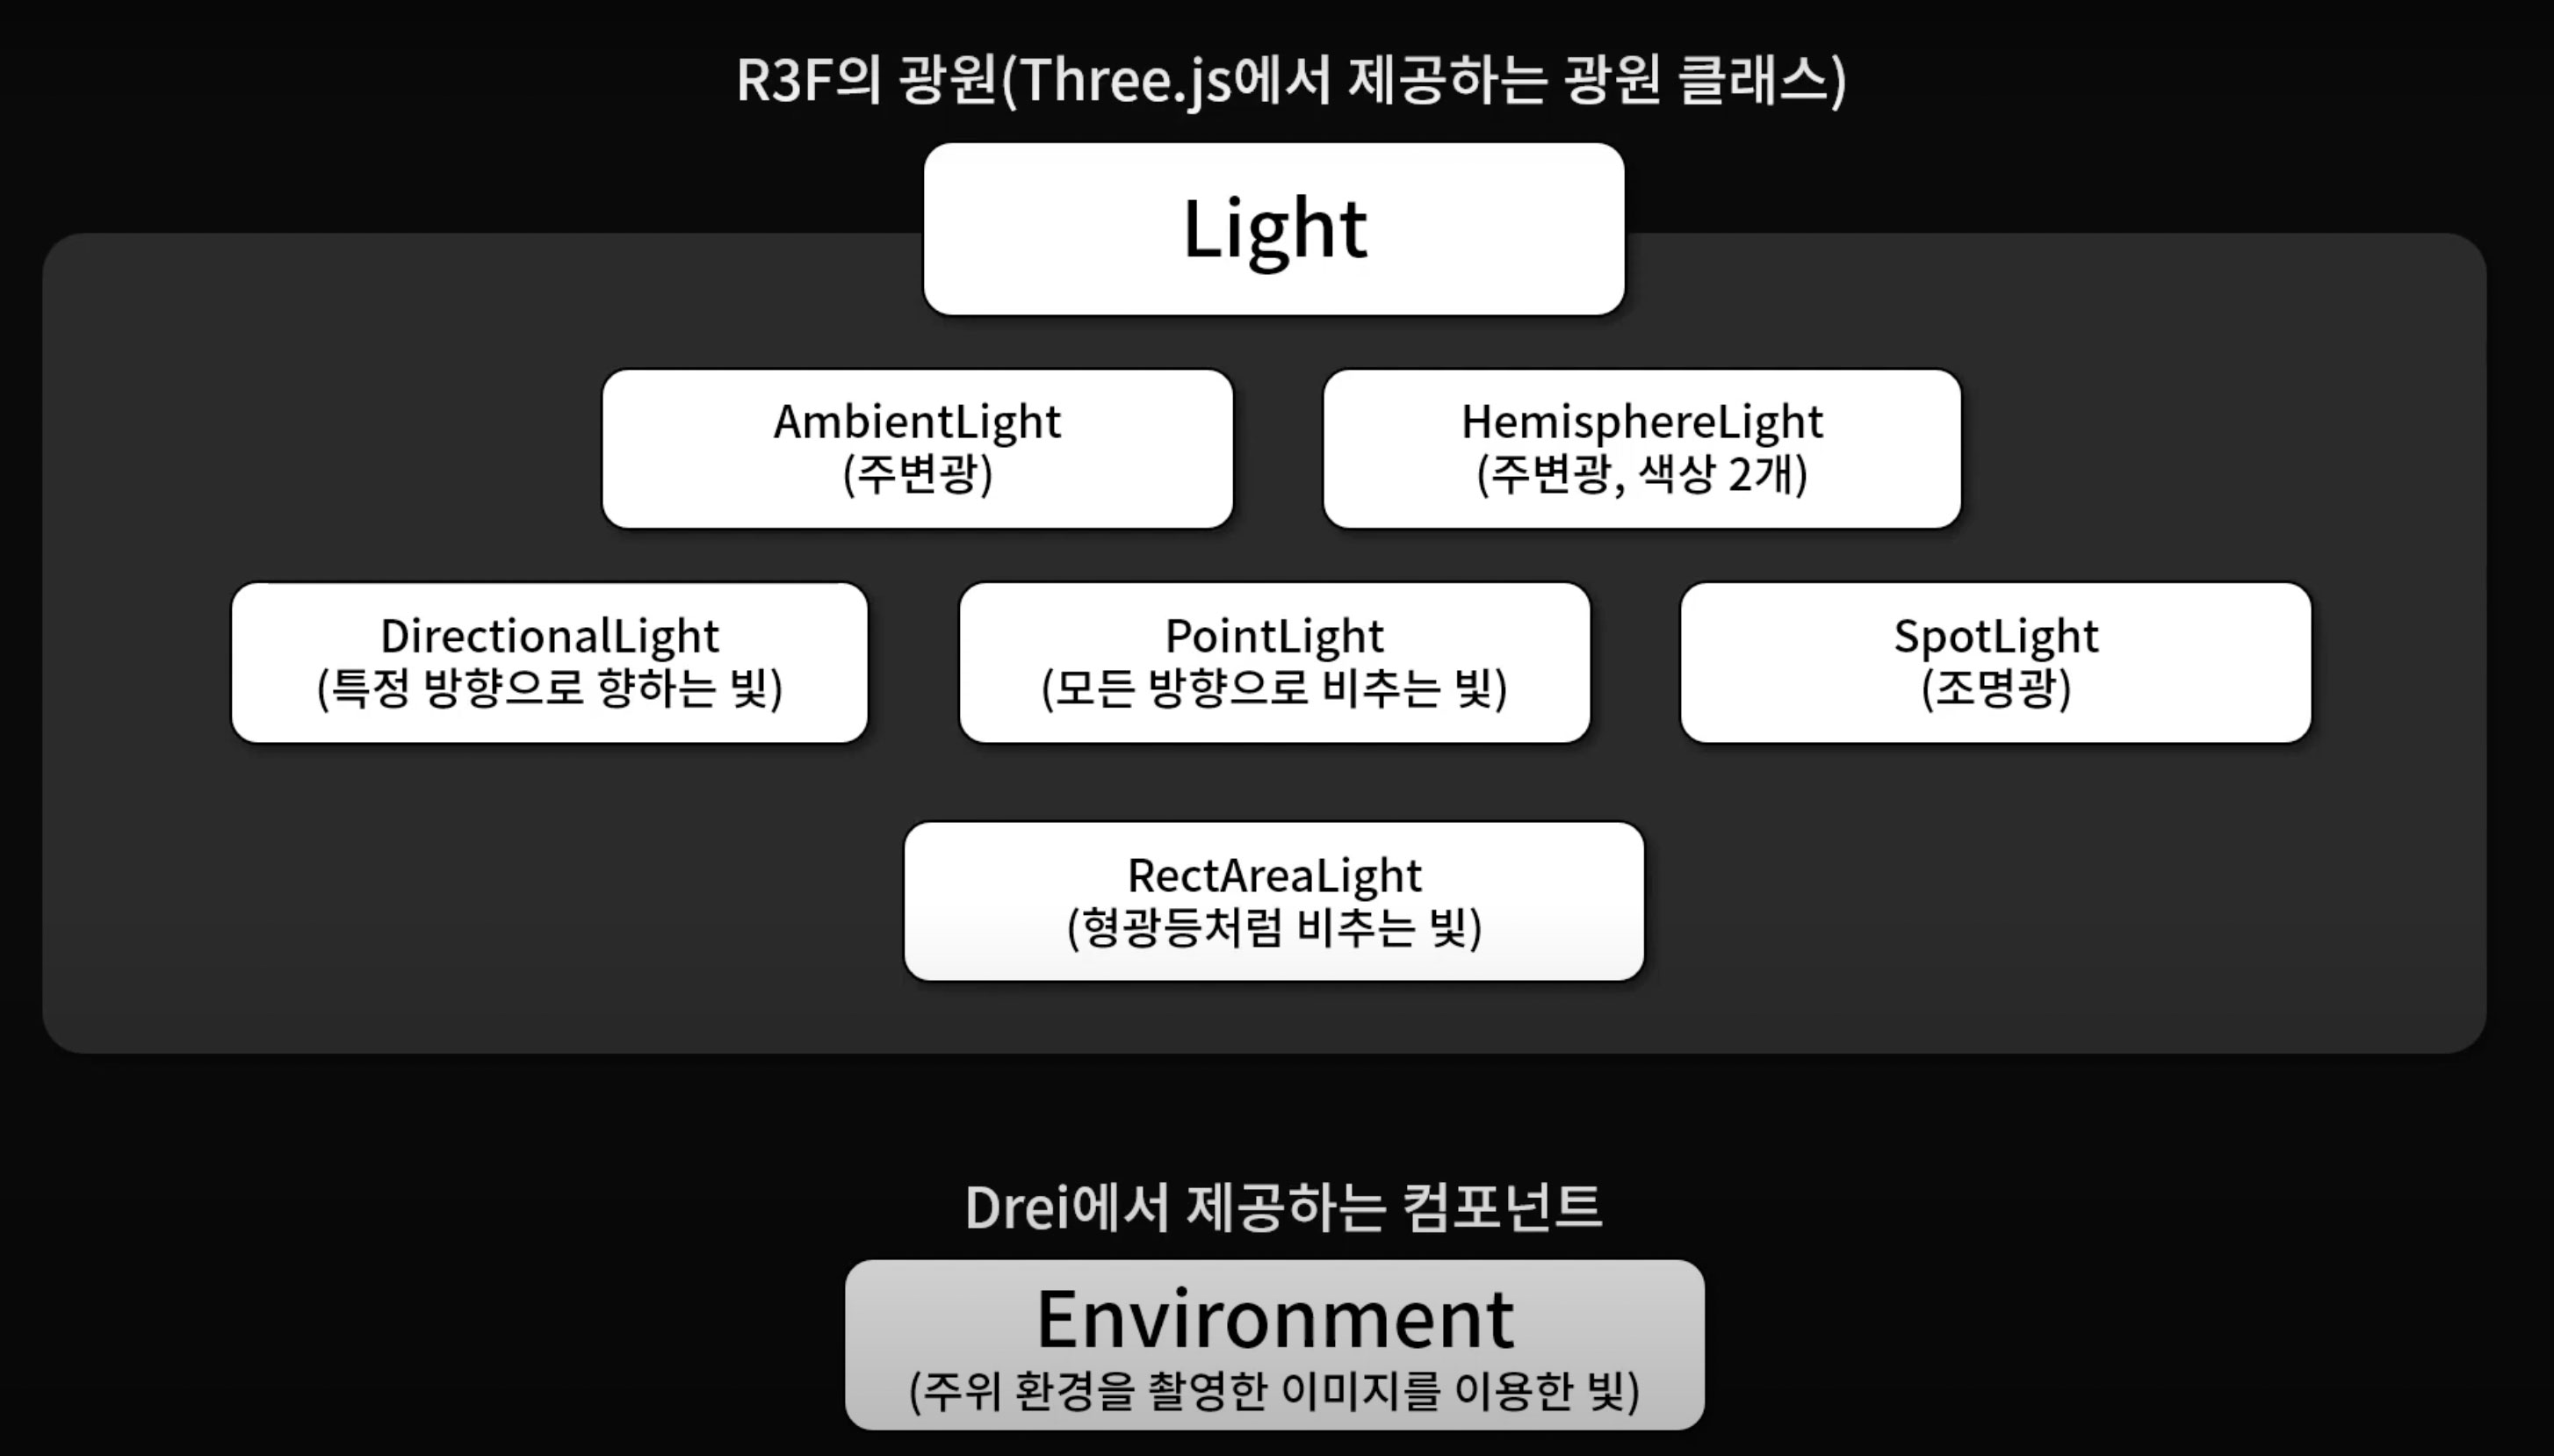 R3F의 광원(Three.js에서 제공하는 광원 클래스)
Light
AmbientLight
(주변광)
HemisphereLight
(주변광, 색상 2개)
DirectionalLight
(특정 방향으로 향하는 빛)
PointLight
(모든 방향으로 비추는 빛)
SpotLight
(조명광)
RectAreaLight
(형광등처럼 비추는 빛)
Drei에서 제공하는 컴포넌트
Environment
(주위 환경을 촬영한 이미지를 이용한 빛)